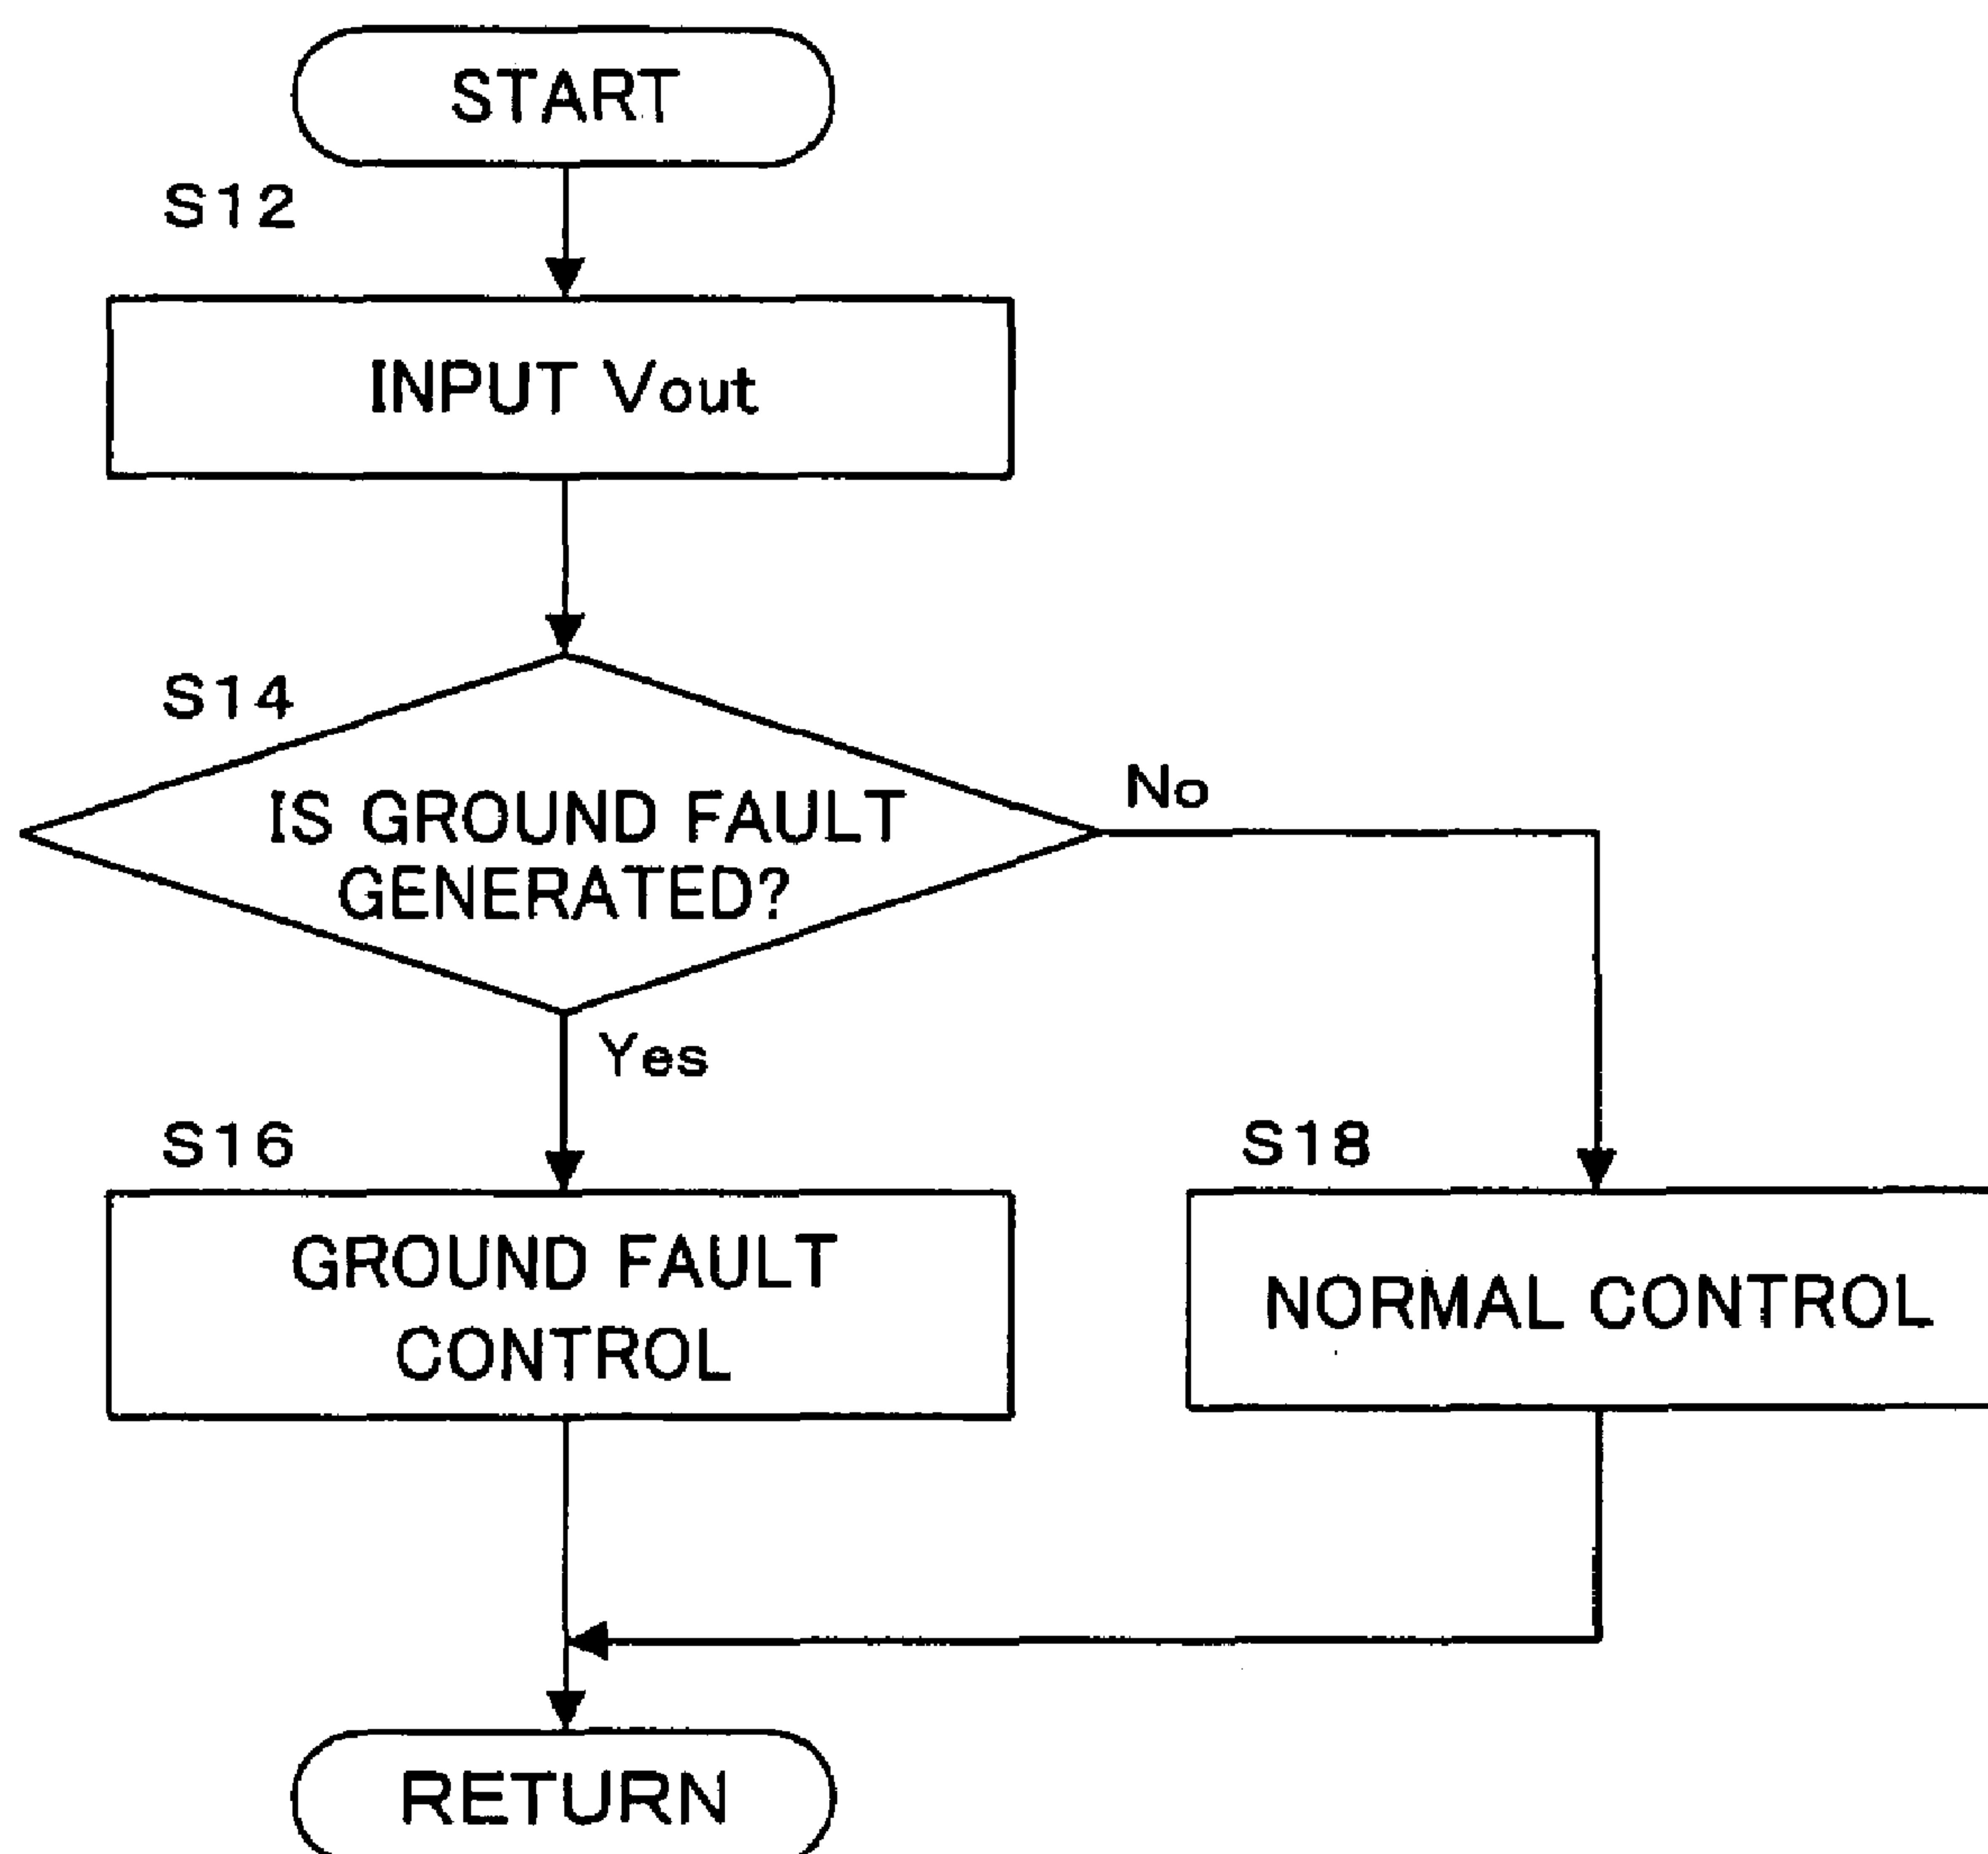 START
S12
INPUT Vout
S14
IS GROUND FAULT
GENERATED?
No
Yes
S16
GROUND FAULT
CONTROL
S18
NORMAL CONTROL
RETURN